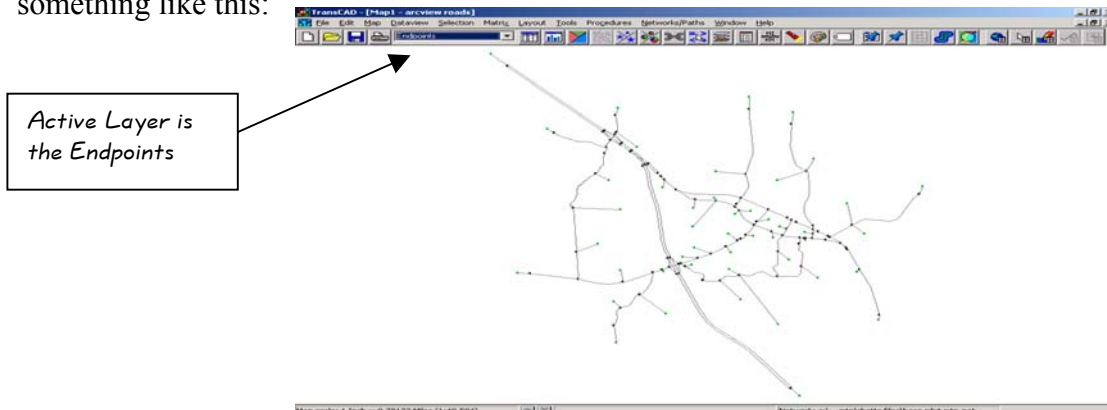 something like this:
TransCAD - [Map1 - arcview roads]
File Edit Map Dataview Selection Matrix Layout Tools Procedures Networks/Paths Window Help
Endpoints
Active Layer is
the Endpoints